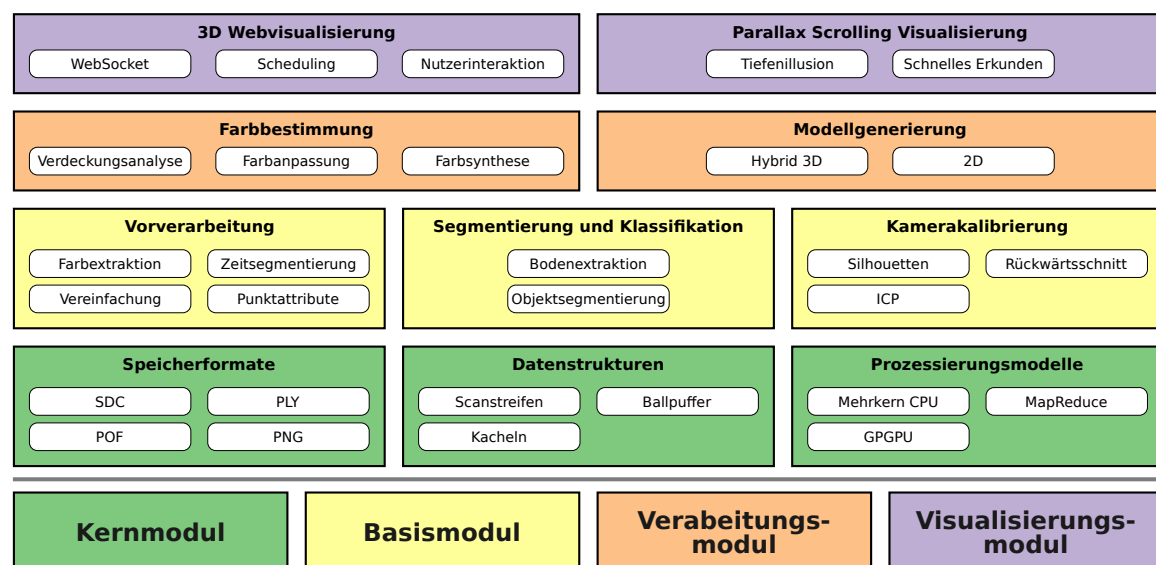 3D Webvisualisierung
WebSocket
Scheduling
Nutzerinteraktion
Parallax Scrolling Visualisierung
Tiefenillusion
Schnelles Erkunden
Farbbestimmung
Verdeckungsanalyse
Farbanpassung
Farbsynthese
Modellgenerierung
Hybrid 3D
2D
Vorverarbeitung
Farbextraktion
Zeitsegmentierung
Vereinfachung
Punktattribute
Segmentierung und Klassifikation
Bodenextraktion
Objektsegmentierung
Kamerakalibrierung
Silhouetten
Rückwärtsschnitt
ICP
Speicherformate
SDC
PLY
POF
PNG
Datenstrukturen
Scanstreifen
Ballpuffer
Kacheln
Prozessierungsmodelle
Mehrkern CPU
MapReduce
GPGPU
Kernmodul
Basismodul
Verabeitungs-
modul
Visualisierungs-
modul